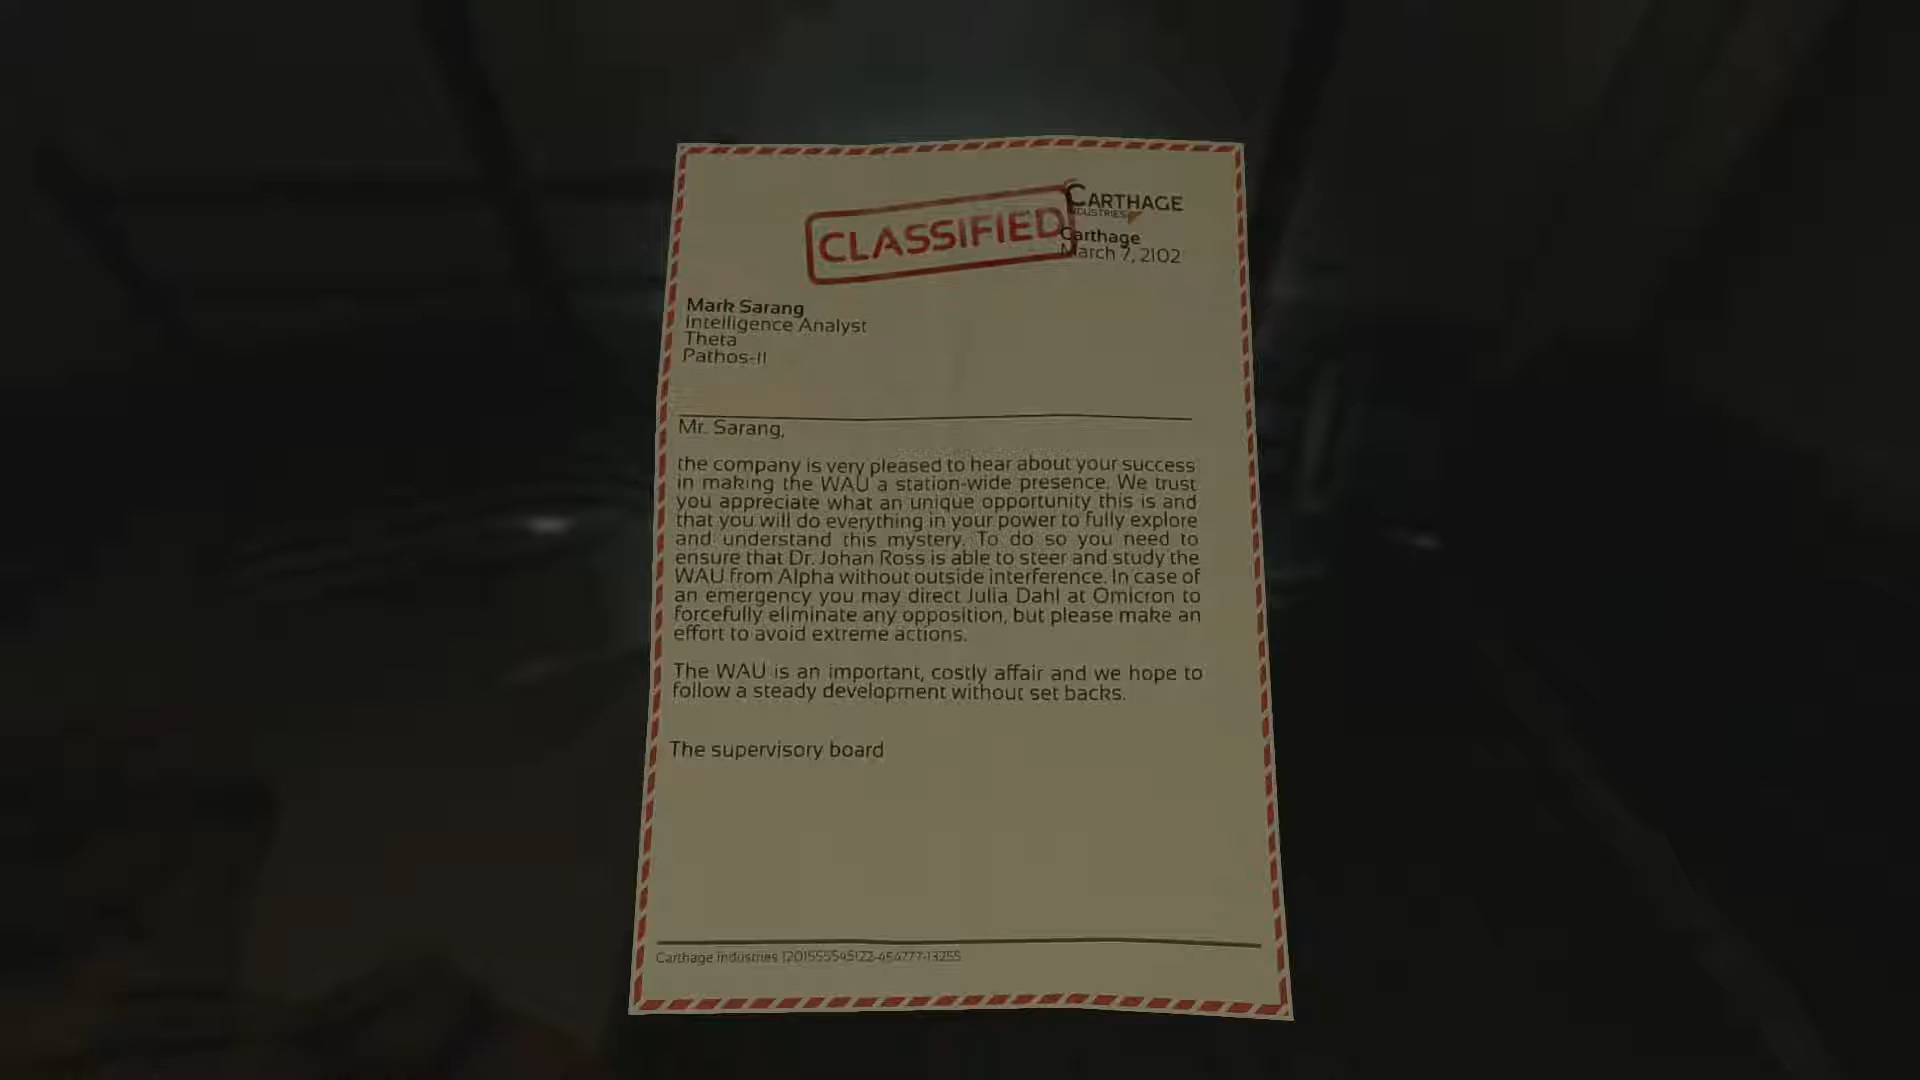 CLASSIFIED
CARTHAGE
INDUSTRIES
Carthage
March 7, 2102
Mark Sarang
Intelligence Analyst
Theta
Pathos-II
Mr. Sarang,
the company is very pleased to hear about your success
in making the WAU a station-wide presence. We trust
you appreciate what an unique opportunity this is and
that you will do everything in your power to fully explore
and understand this mystery. To do so you need to
ensure that Dr. Johan Ross is able to steer and study the
WAU from Alpha without outside interference. In case of
an emergency you may direct Julia Dahl at Omicron to
forcefully eliminate any opposition, but please make an
effort to avoid extreme actions.
The WAU is an important, costly affair and we hope to
follow a steady development without set backs.
The supervisory board
Carthage Industries